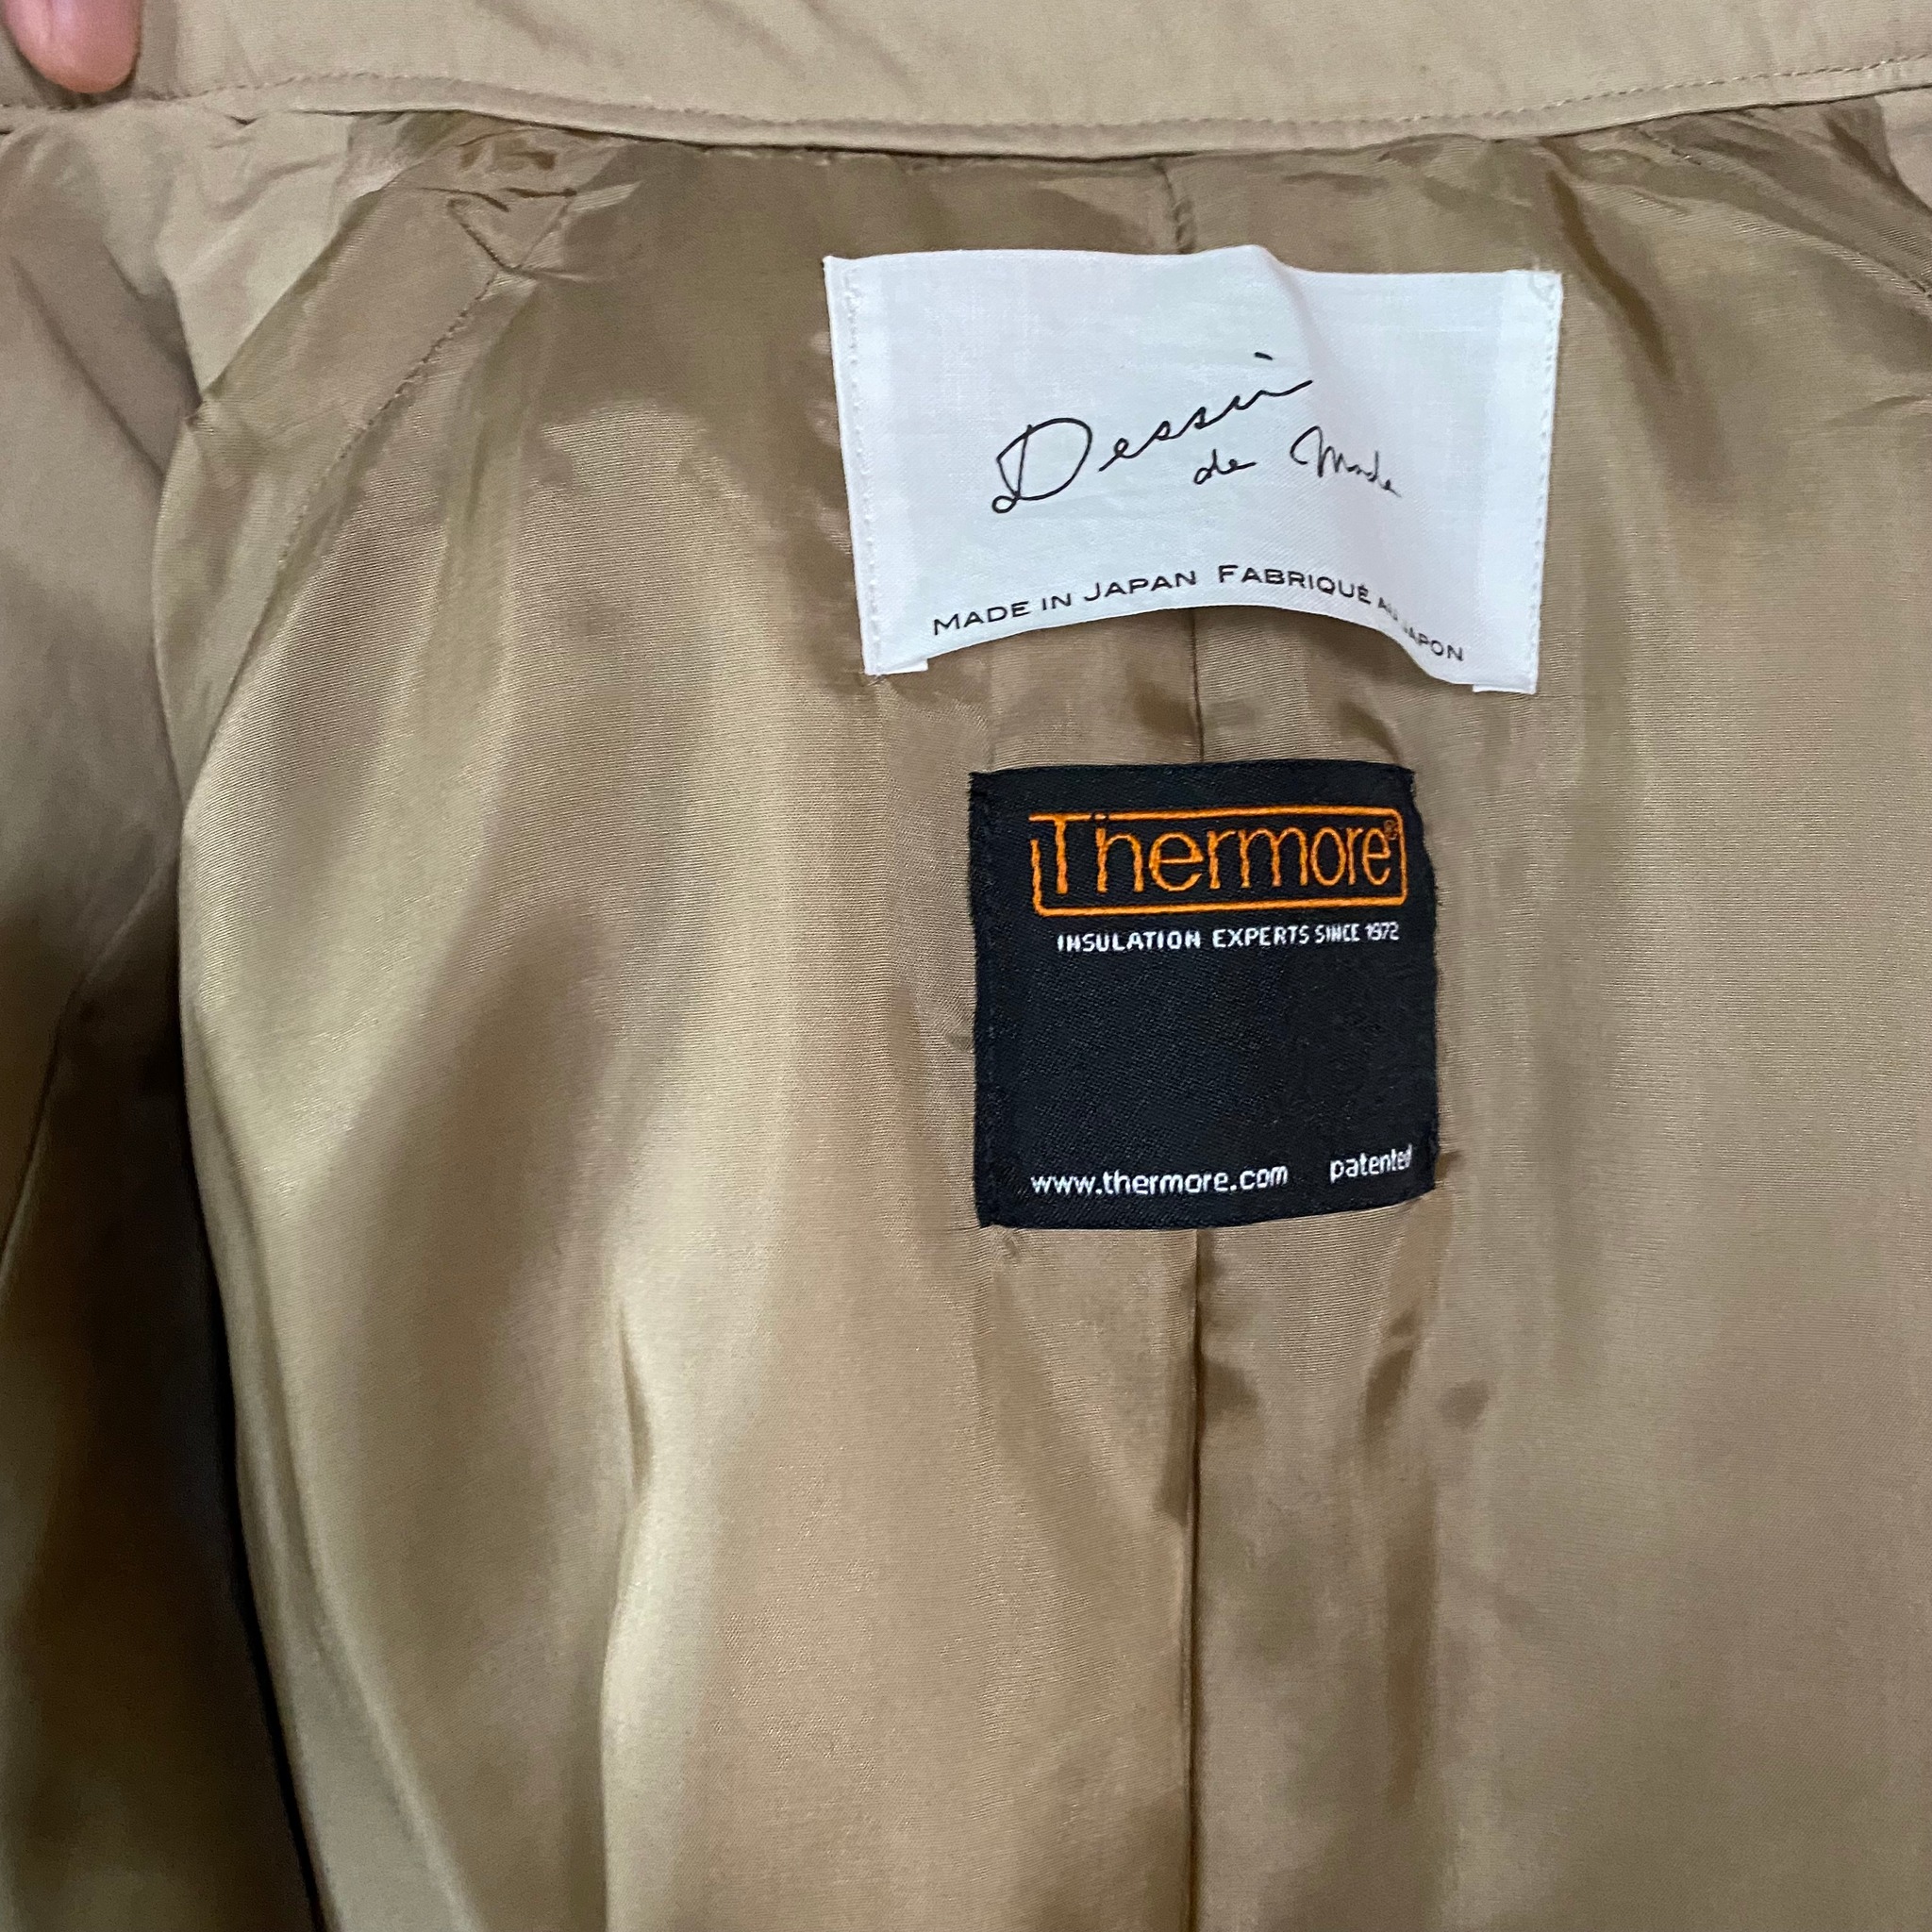 Dessin
de Mode
MADE IN JAPAN FABRIQUÉ AU JAPON
Thermore®
INSULATION EXPERTS SINCE 1972
www.thermore.com patented